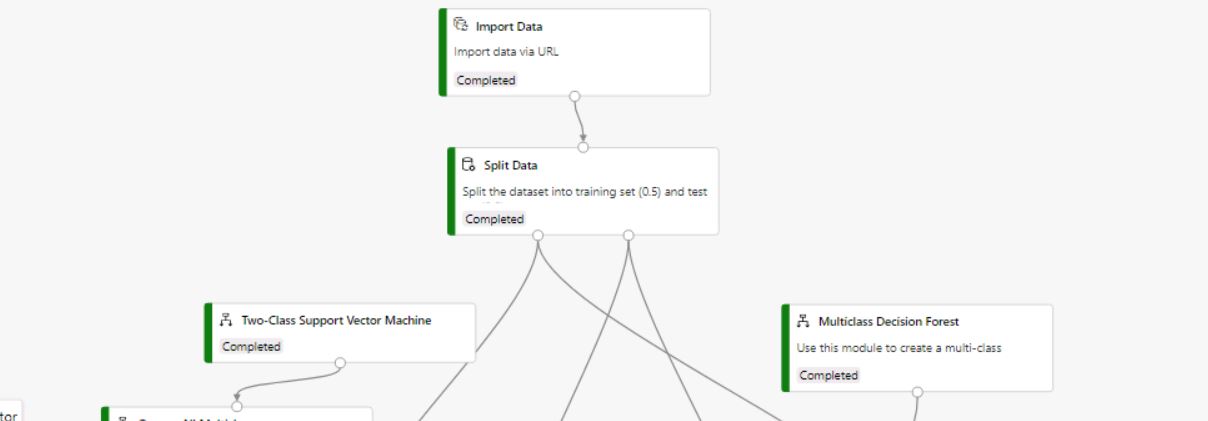 Import Data
Import data via URL
Completed
Split Data
Split the dataset into training set (0.5) and test
Completed
Two-Class Support Vector Machine
Completed
Multiclass Decision Forest
Use this module to create a multi-class
Completed
tor